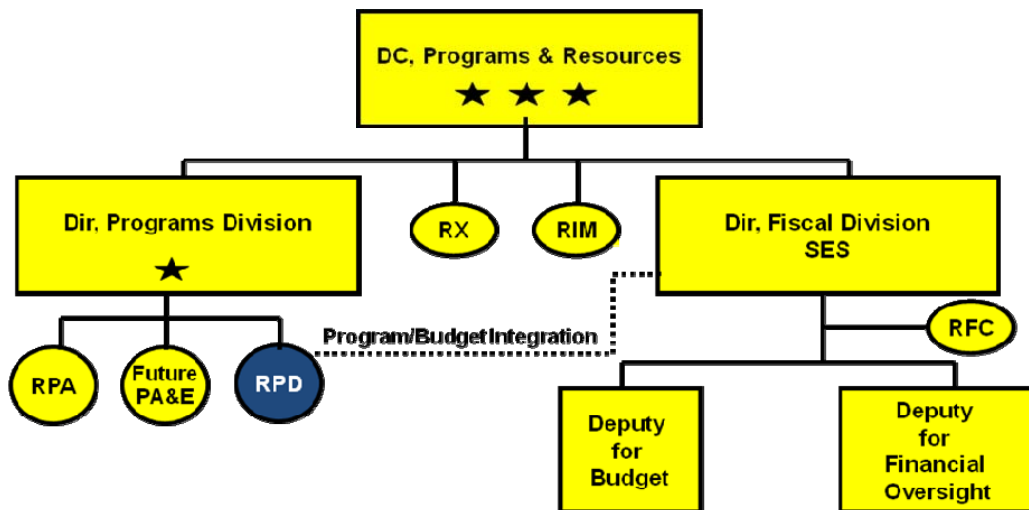 DC, Programs & Resources
Dir, Programs Division
RX
RIM
Dir, Fiscal Division
SES
Program/Budget Integration
RFC
RPA
Future
PA&E
RPD
Deputy
for
Budget
Deputy
for
Financial
Oversight